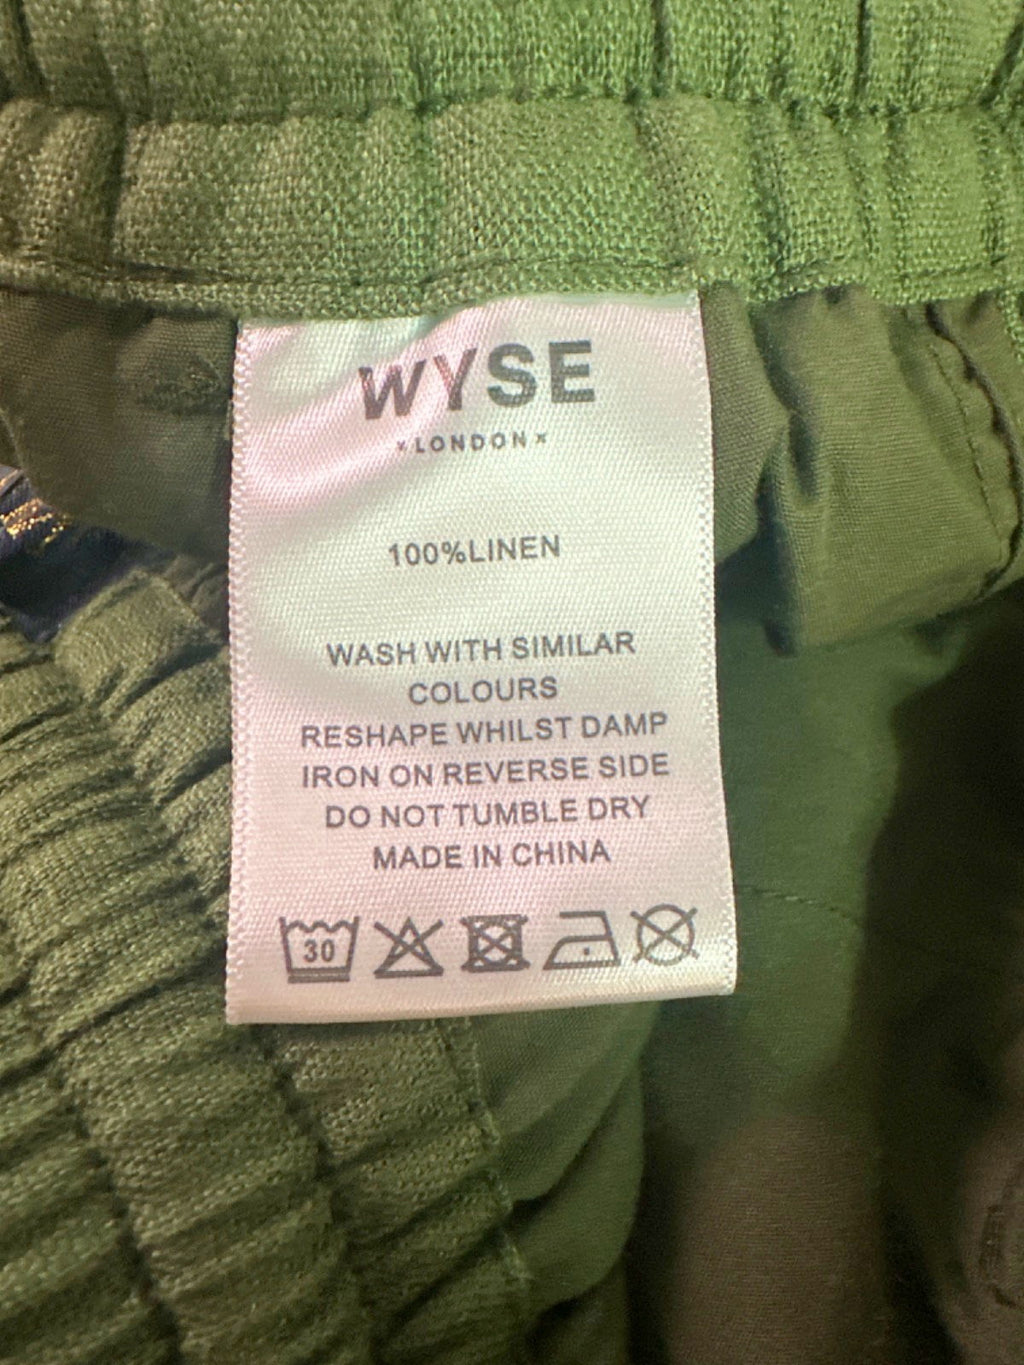 WYSE
×LONDON×
100%LINEN
WASH WITH SIMILAR
COLOURS
RESHAPE WHILST DAMP
IRON ON REVERSE SIDE
DO NOT TUMBLE DRY
MADE IN CHINA
30